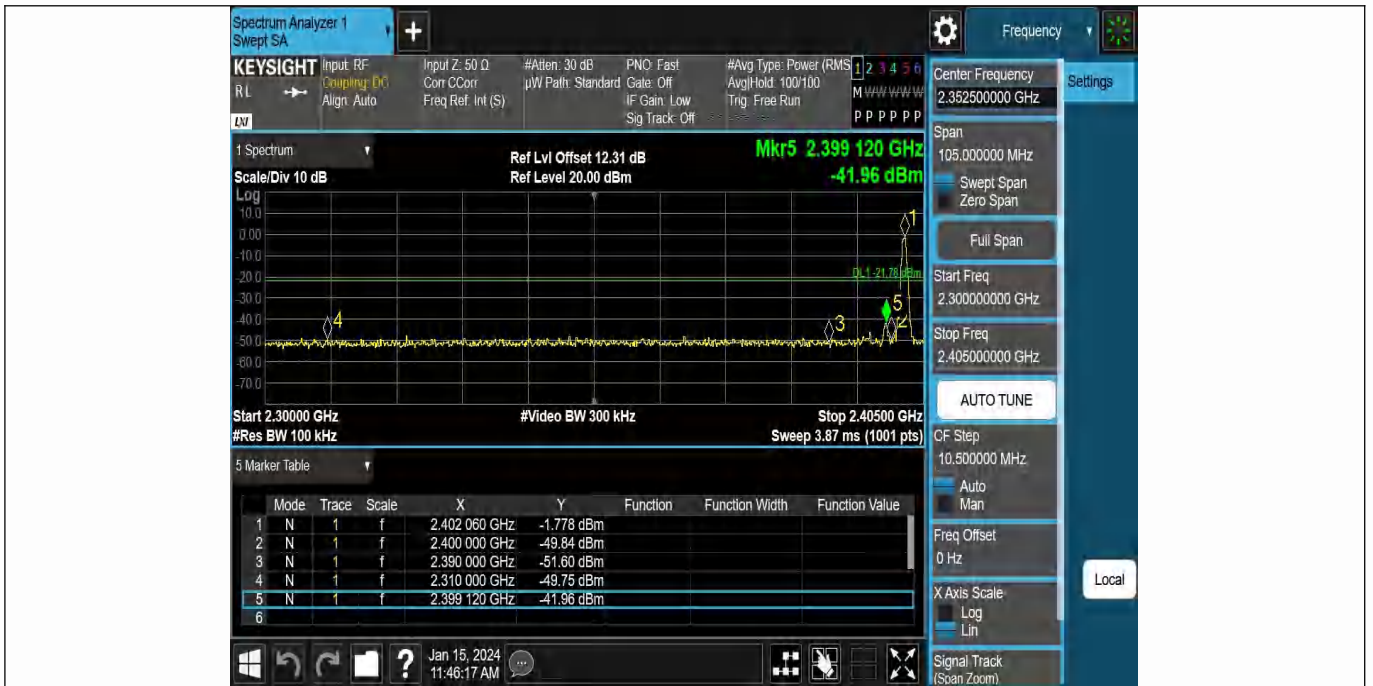 Spectrum Analyzer 1
Swept SA
+
Frequency
KEYSIGHT
RL
LXI
Input: RF
Coupling: DC
Align: Auto
Input Z: 50 Ω
Corr CCorr
Freq Ref: Int (S)
#Atten: 30 dB
µW Path: Standard
PNO: Fast
Gate: Off
IF Gain: Low
Sig Track: Off
#Avg Type: Power (RMS
Avg|Hold: 100/100
Trig: Free Run
1 2 3 4 5 6
M W W W W W
P P P P P P
Center Frequency
2.352500000 GHz
Settings
1 Spectrum
Scale/Div 10 dB
Ref Lvl Offset 12.31 dB
Ref Level 20.00 dBm
Mkr5 2.399 120 GHz
-41.96 dBm
Span
105.000000 MHz
Swept Span
Zero Span
Full Span
Log
10.0
0.00
-10.0
-20.0
-30.0
-40.0
-50.0
-60.0
-70.0
1
DL1 -21.78 dBm
5
4
3
2
Start Freq
2.300000000 GHz
Stop Freq
2.405000000 GHz
AUTO TUNE
Start 2.30000 GHz
#Video BW 300 kHz
Stop 2.40500 GHz
#Res BW 100 kHz
Sweep 3.87 ms (1001 pts)
CF Step
10.500000 MHz
Auto
Man
5 Marker Table
Mode Trace Scale X Y Function Function Width Function Value
1 N 1 f 2.402 060 GHz -1.778 dBm
2 N 1 f 2.400 000 GHz -49.84 dBm
3 N 1 f 2.390 000 GHz -51.60 dBm
4 N 1 f 2.310 000 GHz -49.75 dBm
5 N 1 f 2.399 120 GHz -41.96 dBm
6
Freq Offset
0 Hz
X Axis Scale
Log
Lin
Local
Signal Track
(Span Zoom)
?
Jan 15, 2024
11:46:17 AM